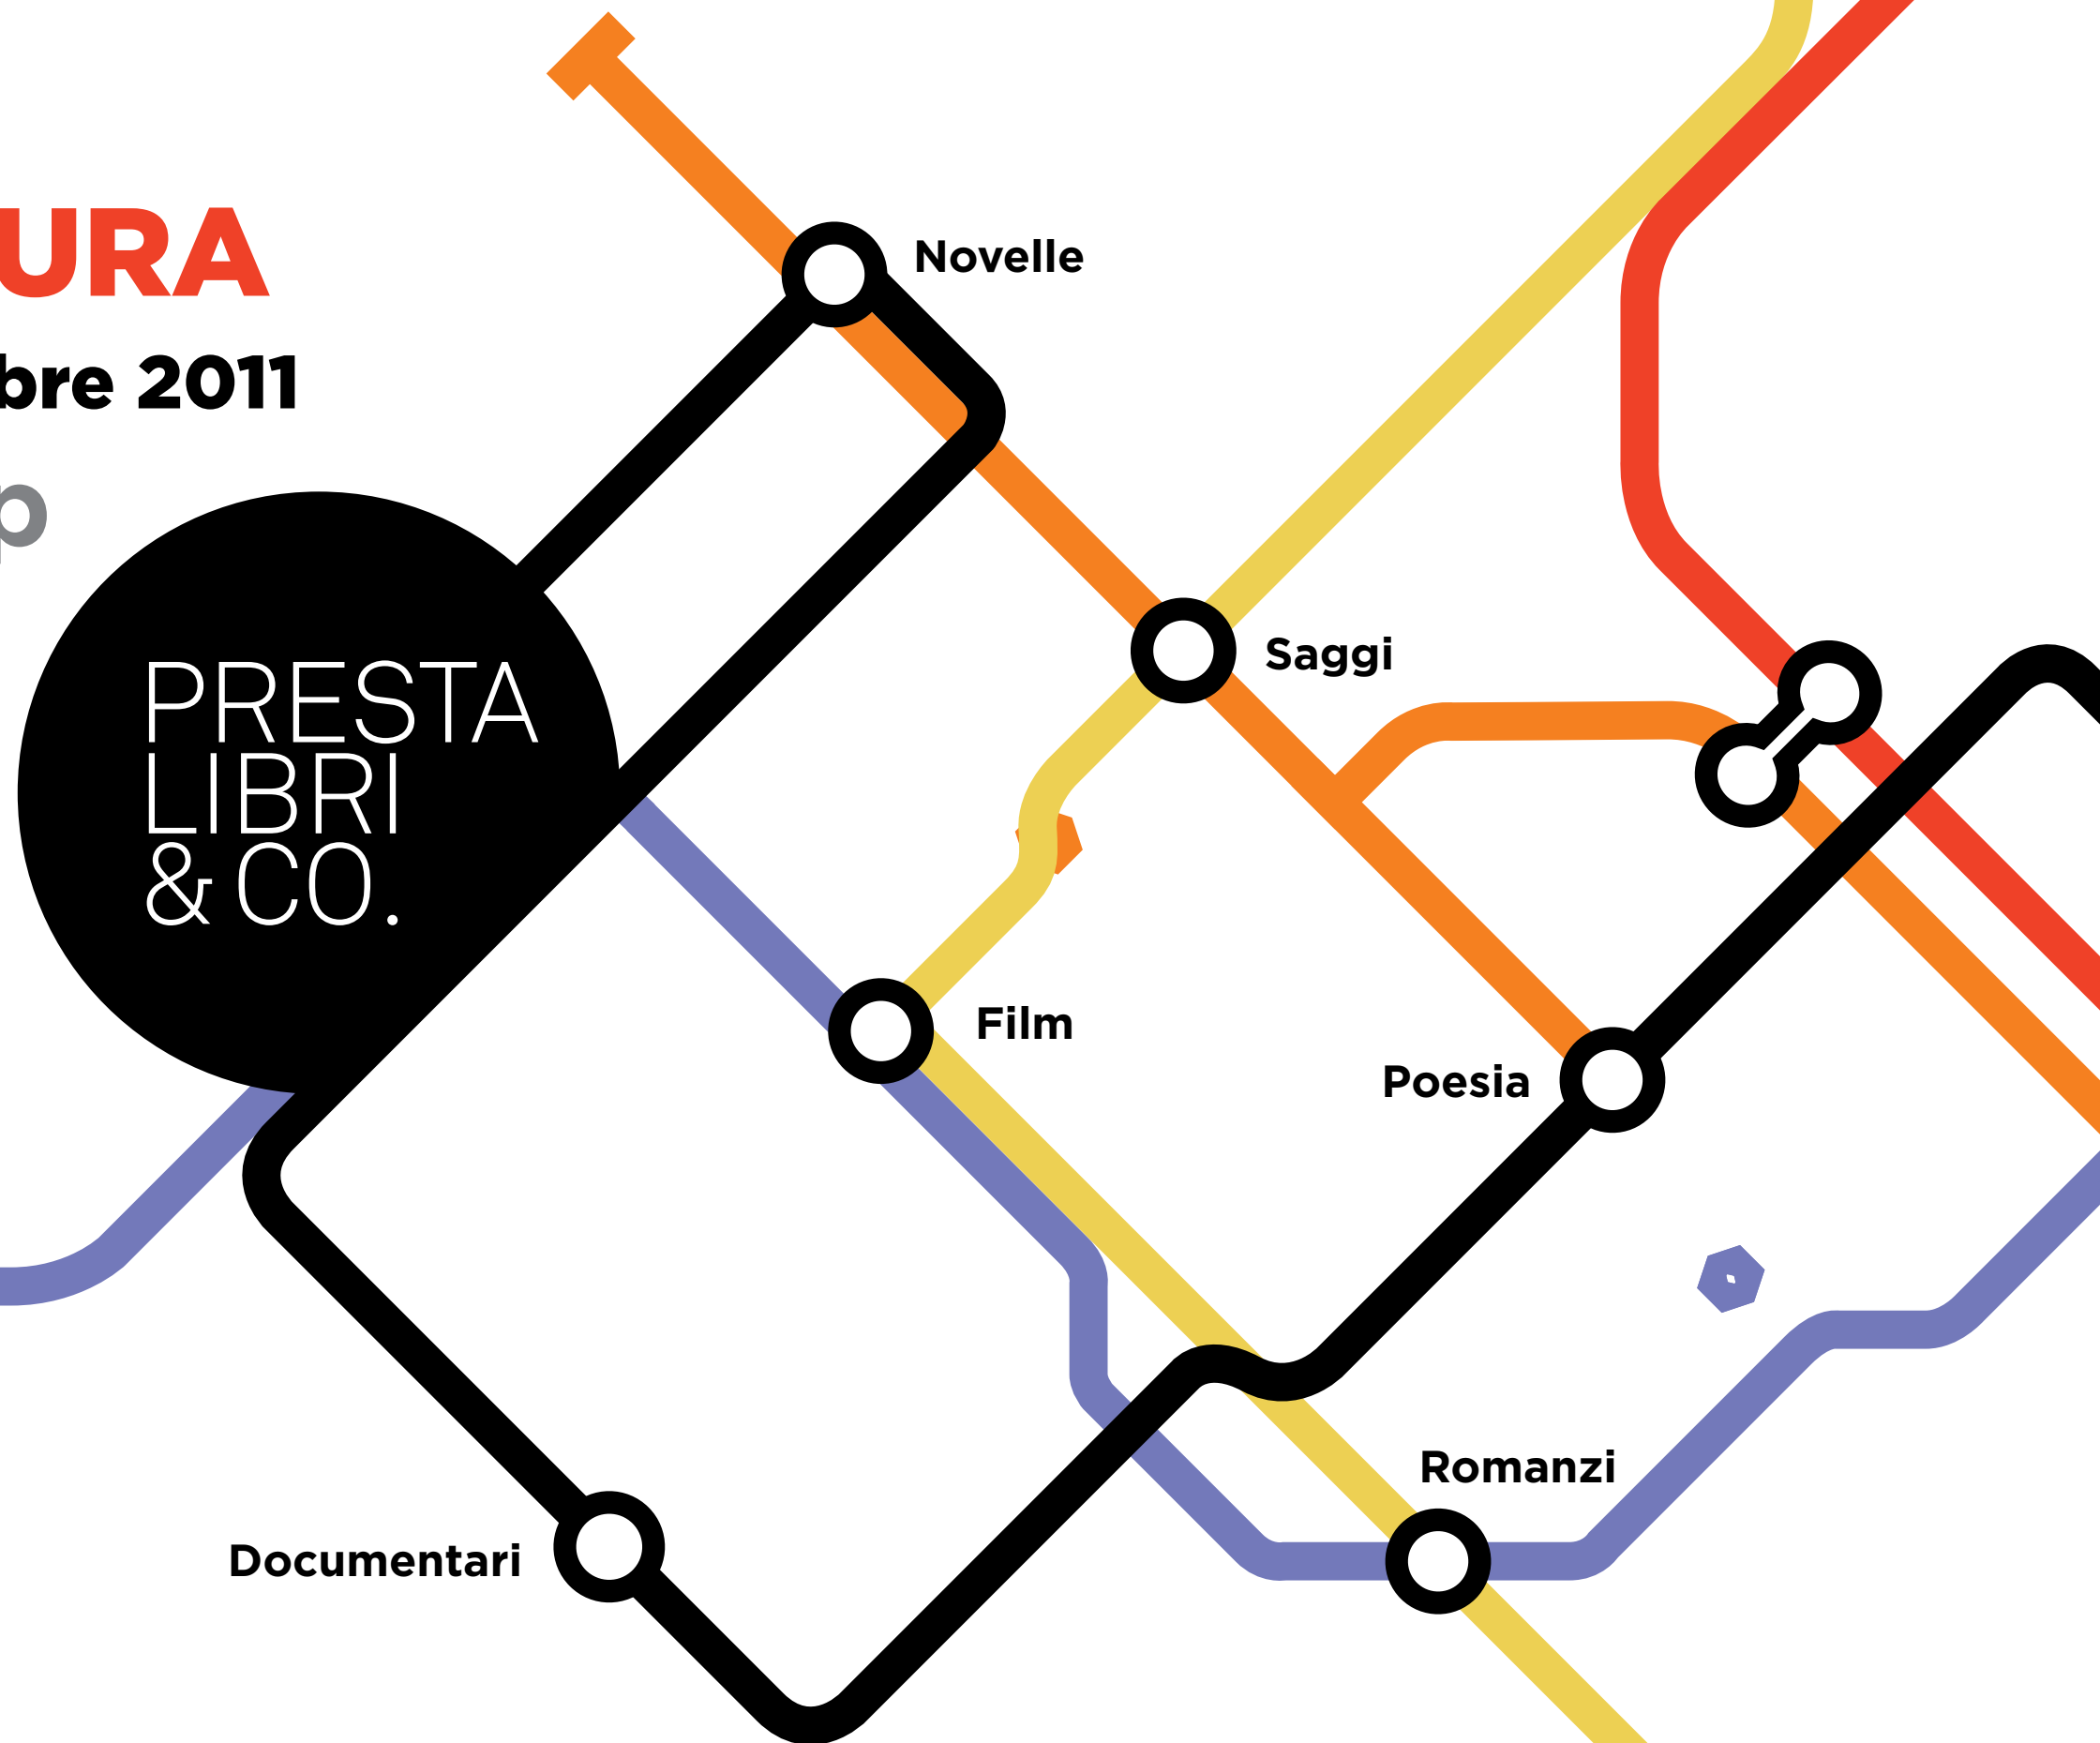 URA
bre 2011
p
PRESTA
LIBRI
& CO.
Novelle
Saggi
Film
Poesia
Romanzi
Documentari